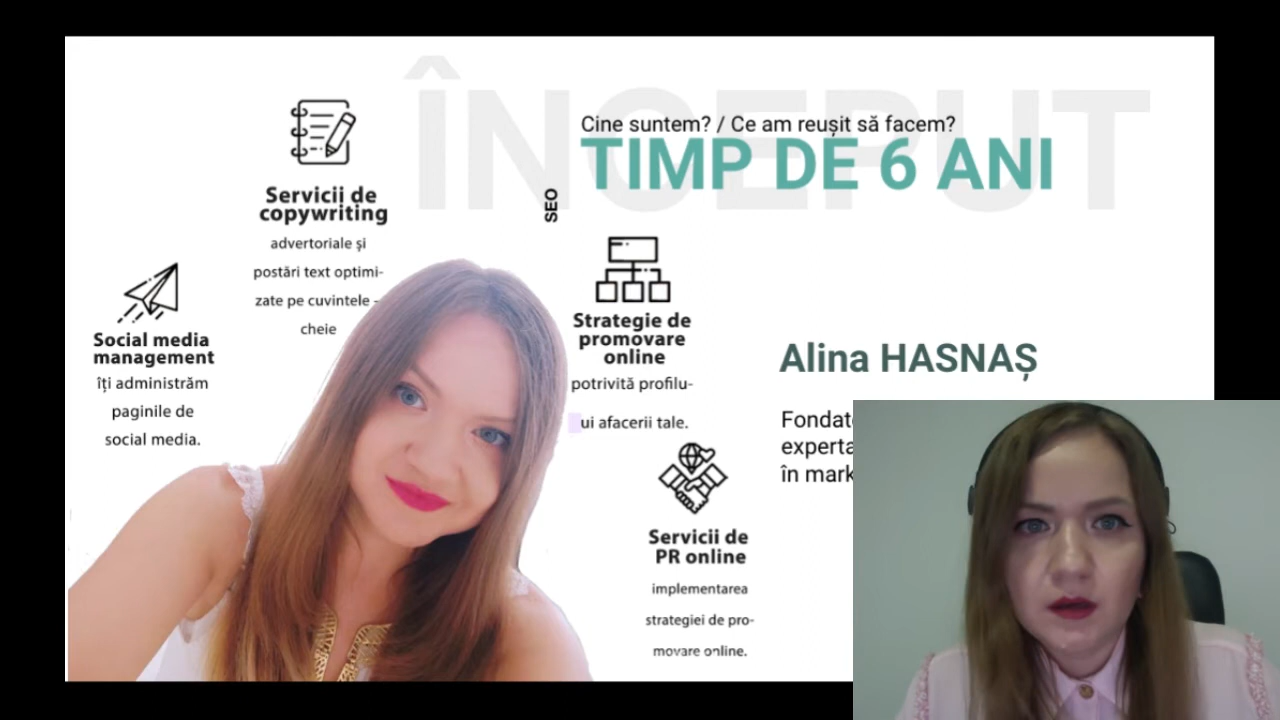 ÎNCEPUT
Cine suntem? / Ce am reușit să facem?
TIMP DE 6 ANI
Servicii de
copywriting
advertoriale și
postări text optimi-
zate pe cuvintele -
cheie
SEO
Social media
management
îți administrăm
paginile de
social media.
Strategie de
promovare
online
potrivită profilu-
ui afacerii tale.
Servicii de
PR online
implementarea
strategiei de pro-
movare online.
Alina HASNAȘ
în